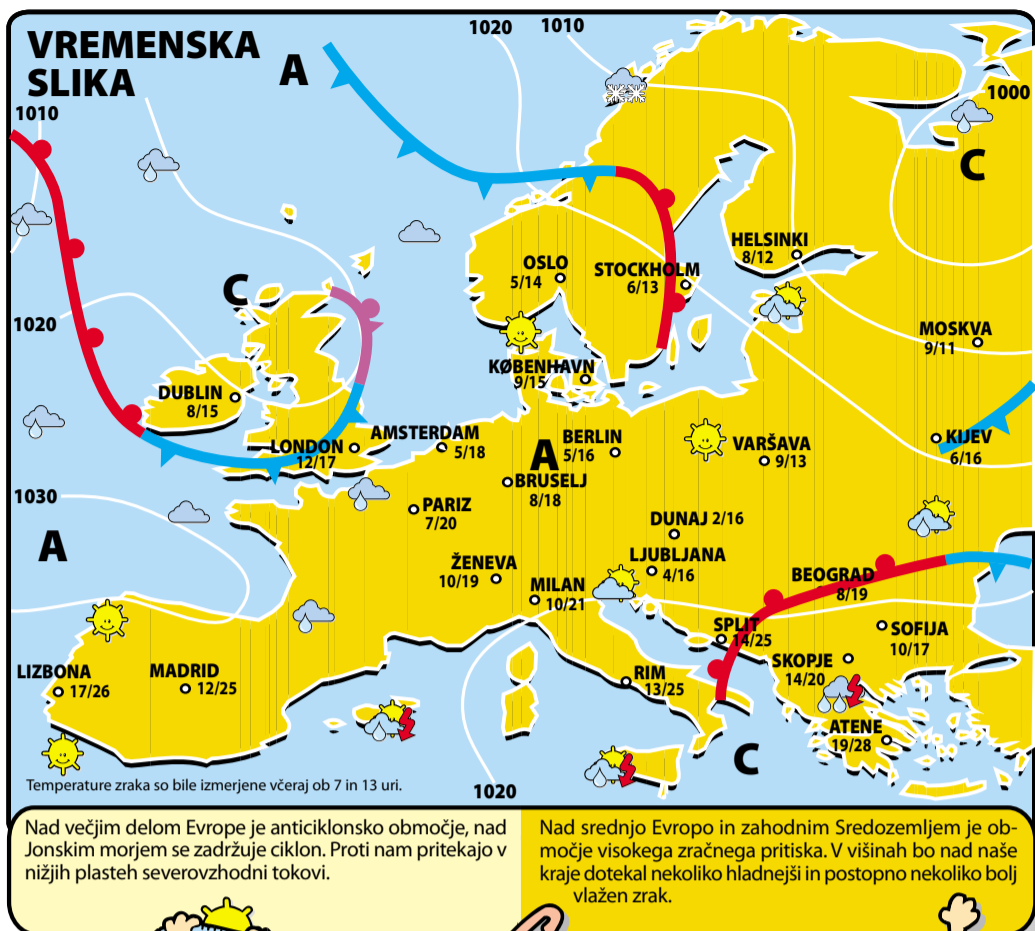 VREMENSKA
SLIKA
A
1020
1010
1000
1010
C
HELSINKI
8/12
OSLO
5/14
STOCKHOLM
6/13
C
1020
MOSKVA
9/11
KØBENHAVN
9/15
DUBLIN
8/15
LONDON
12/17
AMSTERDAM
5/18
A
BERLIN
5/16
VARŠAVA
9/13
KIJEV
6/16
BRUSELJ
8/18
1030
PARIZ
7/20
DUNAJ 2/16
A
LJUBLJANA
4/16
ŽENEVA
10/19
MILAN
10/21
BEOGRAD
8/19
SPLIT
14/25
SOFIJA
10/17
SKOPJE
14/20
LIZBONA
17/26
MADRID
12/25
RIM
13/25
ATENE
19/28
C
Temperature zraka so bile izmerjene včeraj ob 7 in 13 uri.
1020
Nad večjim delom Evrope je anticiklonsko območje, nad
Jonskim morjem se zadržuje ciklon. Proti nam pritekajo v
nižjih plasteh severovzhodni tokovi.
Nad srednjo Evropo in zahodnim Sredozemljem je ob-
močje visokega zračnega pritiska. V višinah bo nad naše
kraje dotekal nekoliko hladnejši in postopno nekoliko bolj
vlažen zrak.